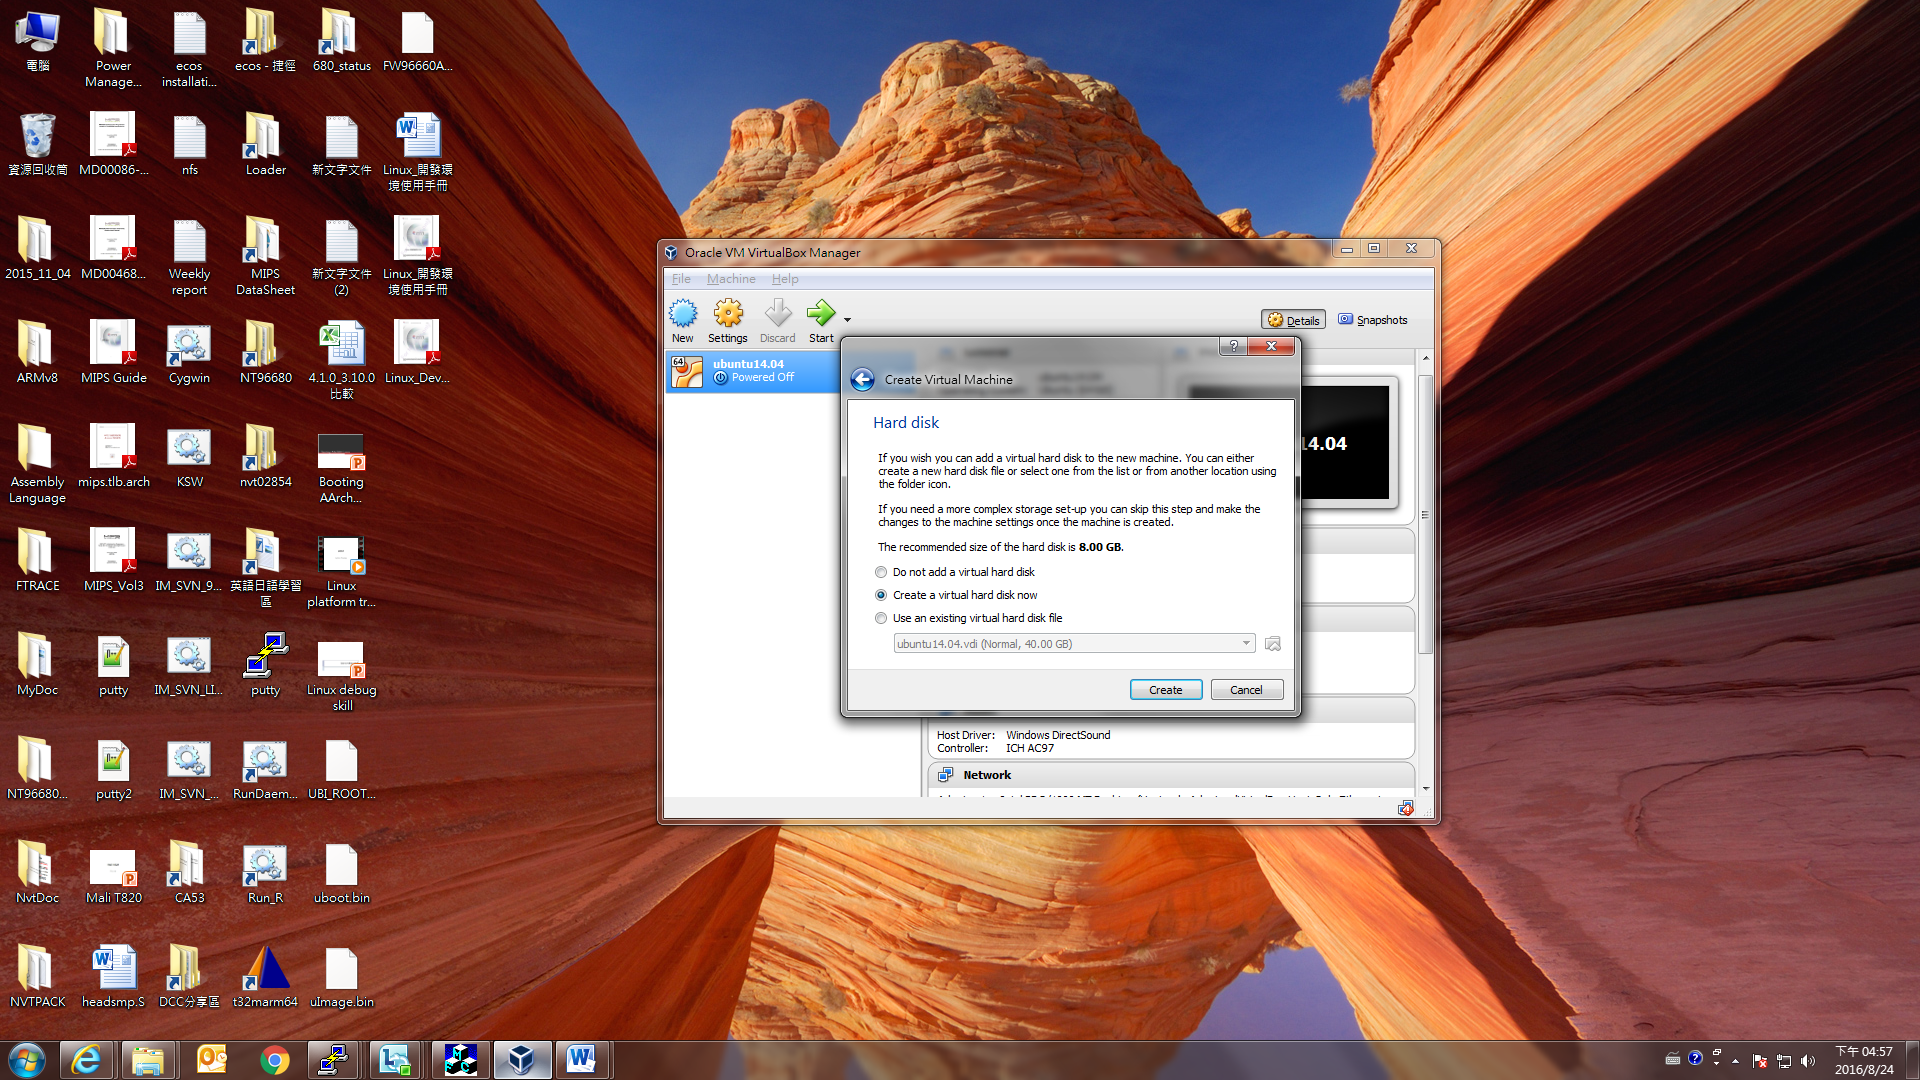 電腦
Power
Manage...
ecos
installati...
ecos - 捷徑
680_status
FW96660A...
資源回收筒
MD00086-...
nfs
Loader
新文字文件
Linux_開發環
境使用手冊
2015_11_04
MD00468...
Weekly
report
MIPS
DataSheet
新文字文件
(2)
Linux_開發環
境使用手冊
ARMv8
MIPS Guide
Cygwin
NT96680
4.1.0_3.10.0
比較
Linux_Dev...
Assembly
Language
mips.tlb.arch
KSW
nvt02854
Booting
AArch...
FTRACE
MIPS_Vol3
IM_SVN_9...
英語日語學習
區
Linux
platform tr...
MyDoc
putty
IM_SVN_LI...
putty
Linux debug
skill
NT96680...
putty2
IM_SVN_...
RunDaem...
UBI_ROOT...
NvtDoc
Mali T820
CA53
Run_R
uboot.bin
NVTPACK
headsmp.S
DCC分享區
t32marm64
uImage.bin
Oracle VM VirtualBox Manager
File Machine Help
New Settings Discard Start
Details Snapshots
64
ubuntu14.04
Powered Off
14.04
Create Virtual Machine
Hard disk
If you wish you can add a virtual hard disk to the new machine. You can either
create a new hard disk file or select one from the list or from another location using
the folder icon.
If you need a more complex storage set-up you can skip this step and make the
changes to the machine settings once the machine is created.
The recommended size of the hard disk is 8.00 GB.
Do not add a virtual hard disk
Create a virtual hard disk now
Use an existing virtual hard disk file
ubuntu14.04.vdi (Normal, 40.00 GB)
Create Cancel
Host Driver: Windows DirectSound
Controller: ICH AC97
Network
下午 04:57
2016/8/24